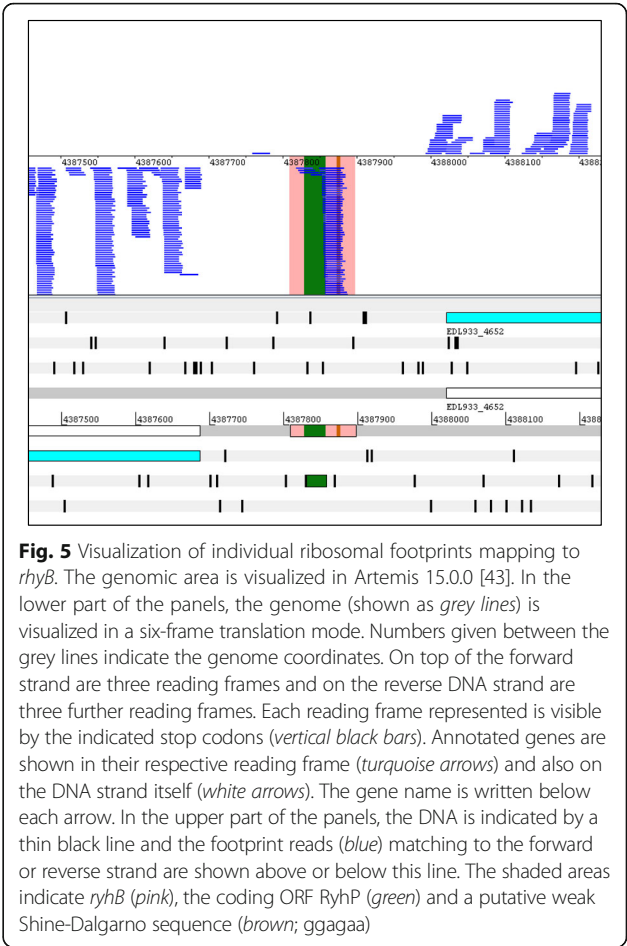 4387500 4387600 4387700 4387800 4387900 4388000 4388100 4388
EDL933_4652
EDL933_4652
4387500 4387600 4387700 4387800 4387900 4388000 4388100 4388
Fig. 5 Visualization of individual ribosomal footprints mapping to
rhyB. The genomic area is visualized in Artemis 15.0.0 [43]. In the
lower part of the panels, the genome (shown as grey lines) is
visualized in a six-frame translation mode. Numbers given between the
grey lines indicate the genome coordinates. On top of the forward
strand are three reading frames and on the reverse DNA strand are
three further reading frames. Each reading frame represented is visible
by the indicated stop codons (vertical black bars). Annotated genes are
shown in their respective reading frame (turquoise arrows) and also on
the DNA strand itself (white arrows). The gene name is written below
each arrow. In the upper part of the panels, the DNA is indicated by a
thin black line and the footprint reads (blue) matching to the forward
or reverse strand are shown above or below this line. The shaded areas
indicate ryhB (pink), the coding ORF RyhP (green) and a putative weak
Shine-Dalgarno sequence (brown; ggagaa)